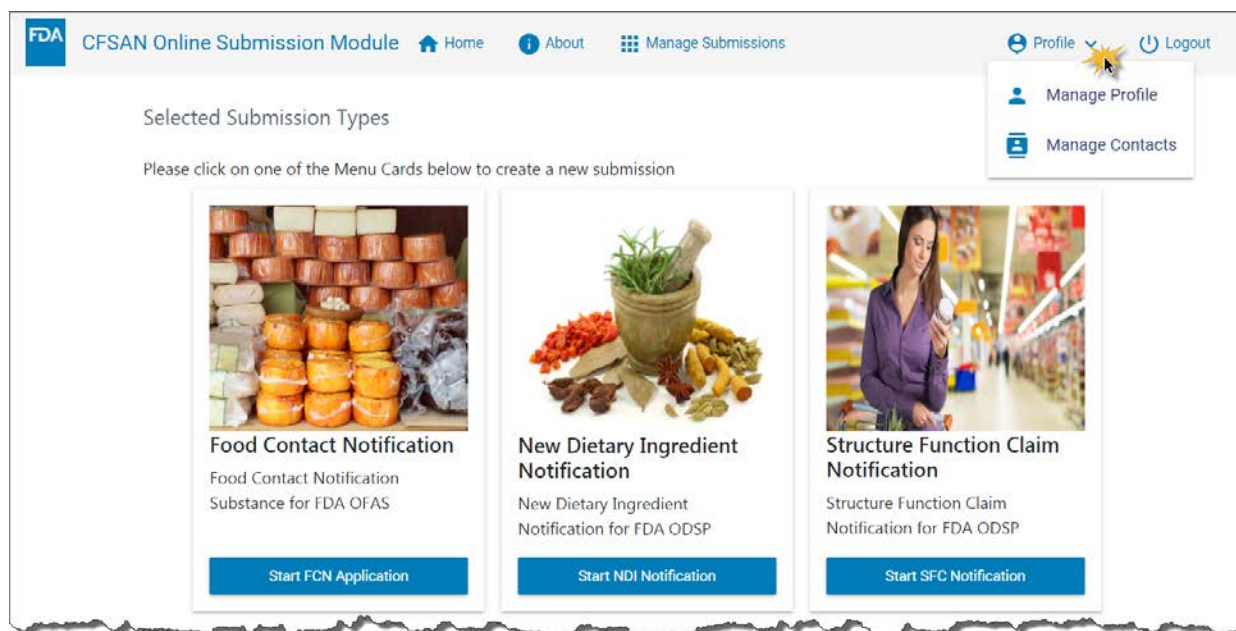 FDA
CFSAN Online Submission Module
Home
About
Manage Submissions
Profile
Logout
Manage Profile
Manage Contacts
Selected Submission Types
Please click on one of the Menu Cards below to create a new submission
Food Contact Notification
Food Contact Notification
Substance for FDA OFAS
Start FCN Application
New Dietary Ingredient
Notification
New Dietary Ingredient
Notification for FDA ODSP
Start NDI Notification
Structure Function Claim
Notification
Structure Function Claim
Notification for FDA ODSP
Start SFC Notification